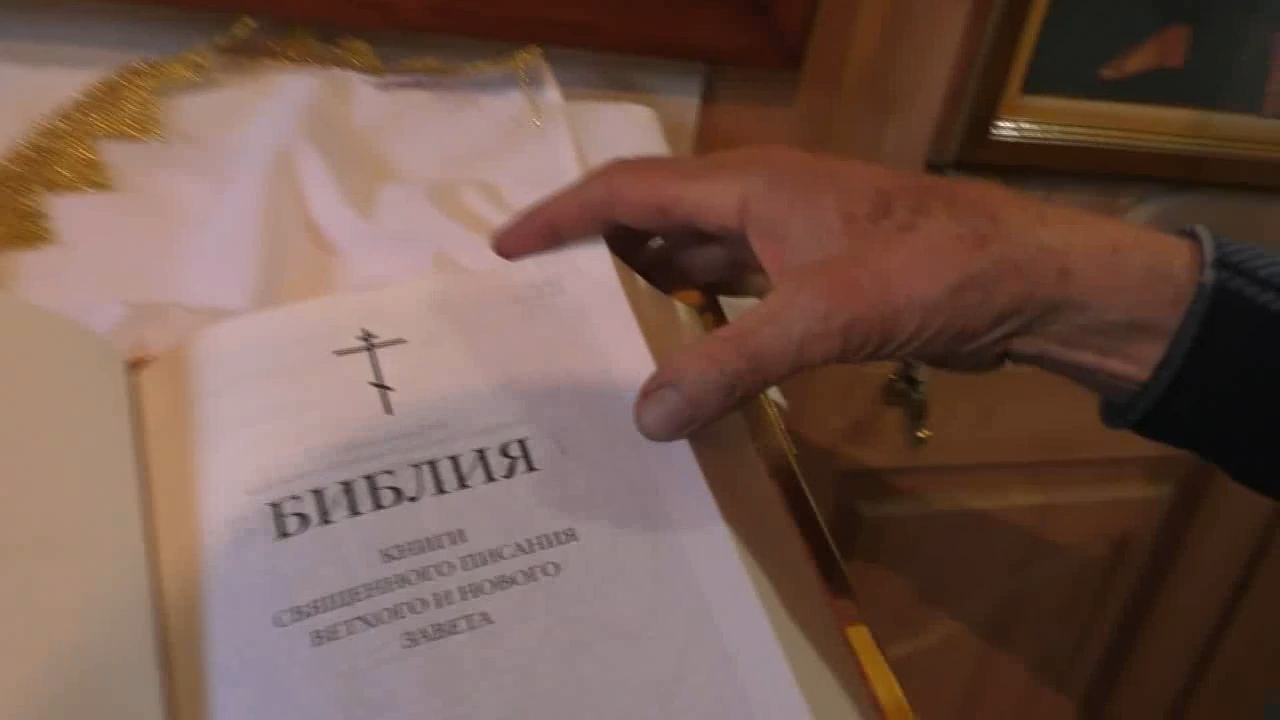 БИБЛИЯ
КНИГИ
СВЯЩЕННОГО ПИСАНИЯ
ВЕТХОГО И НОВОГО
ЗАВЕТА